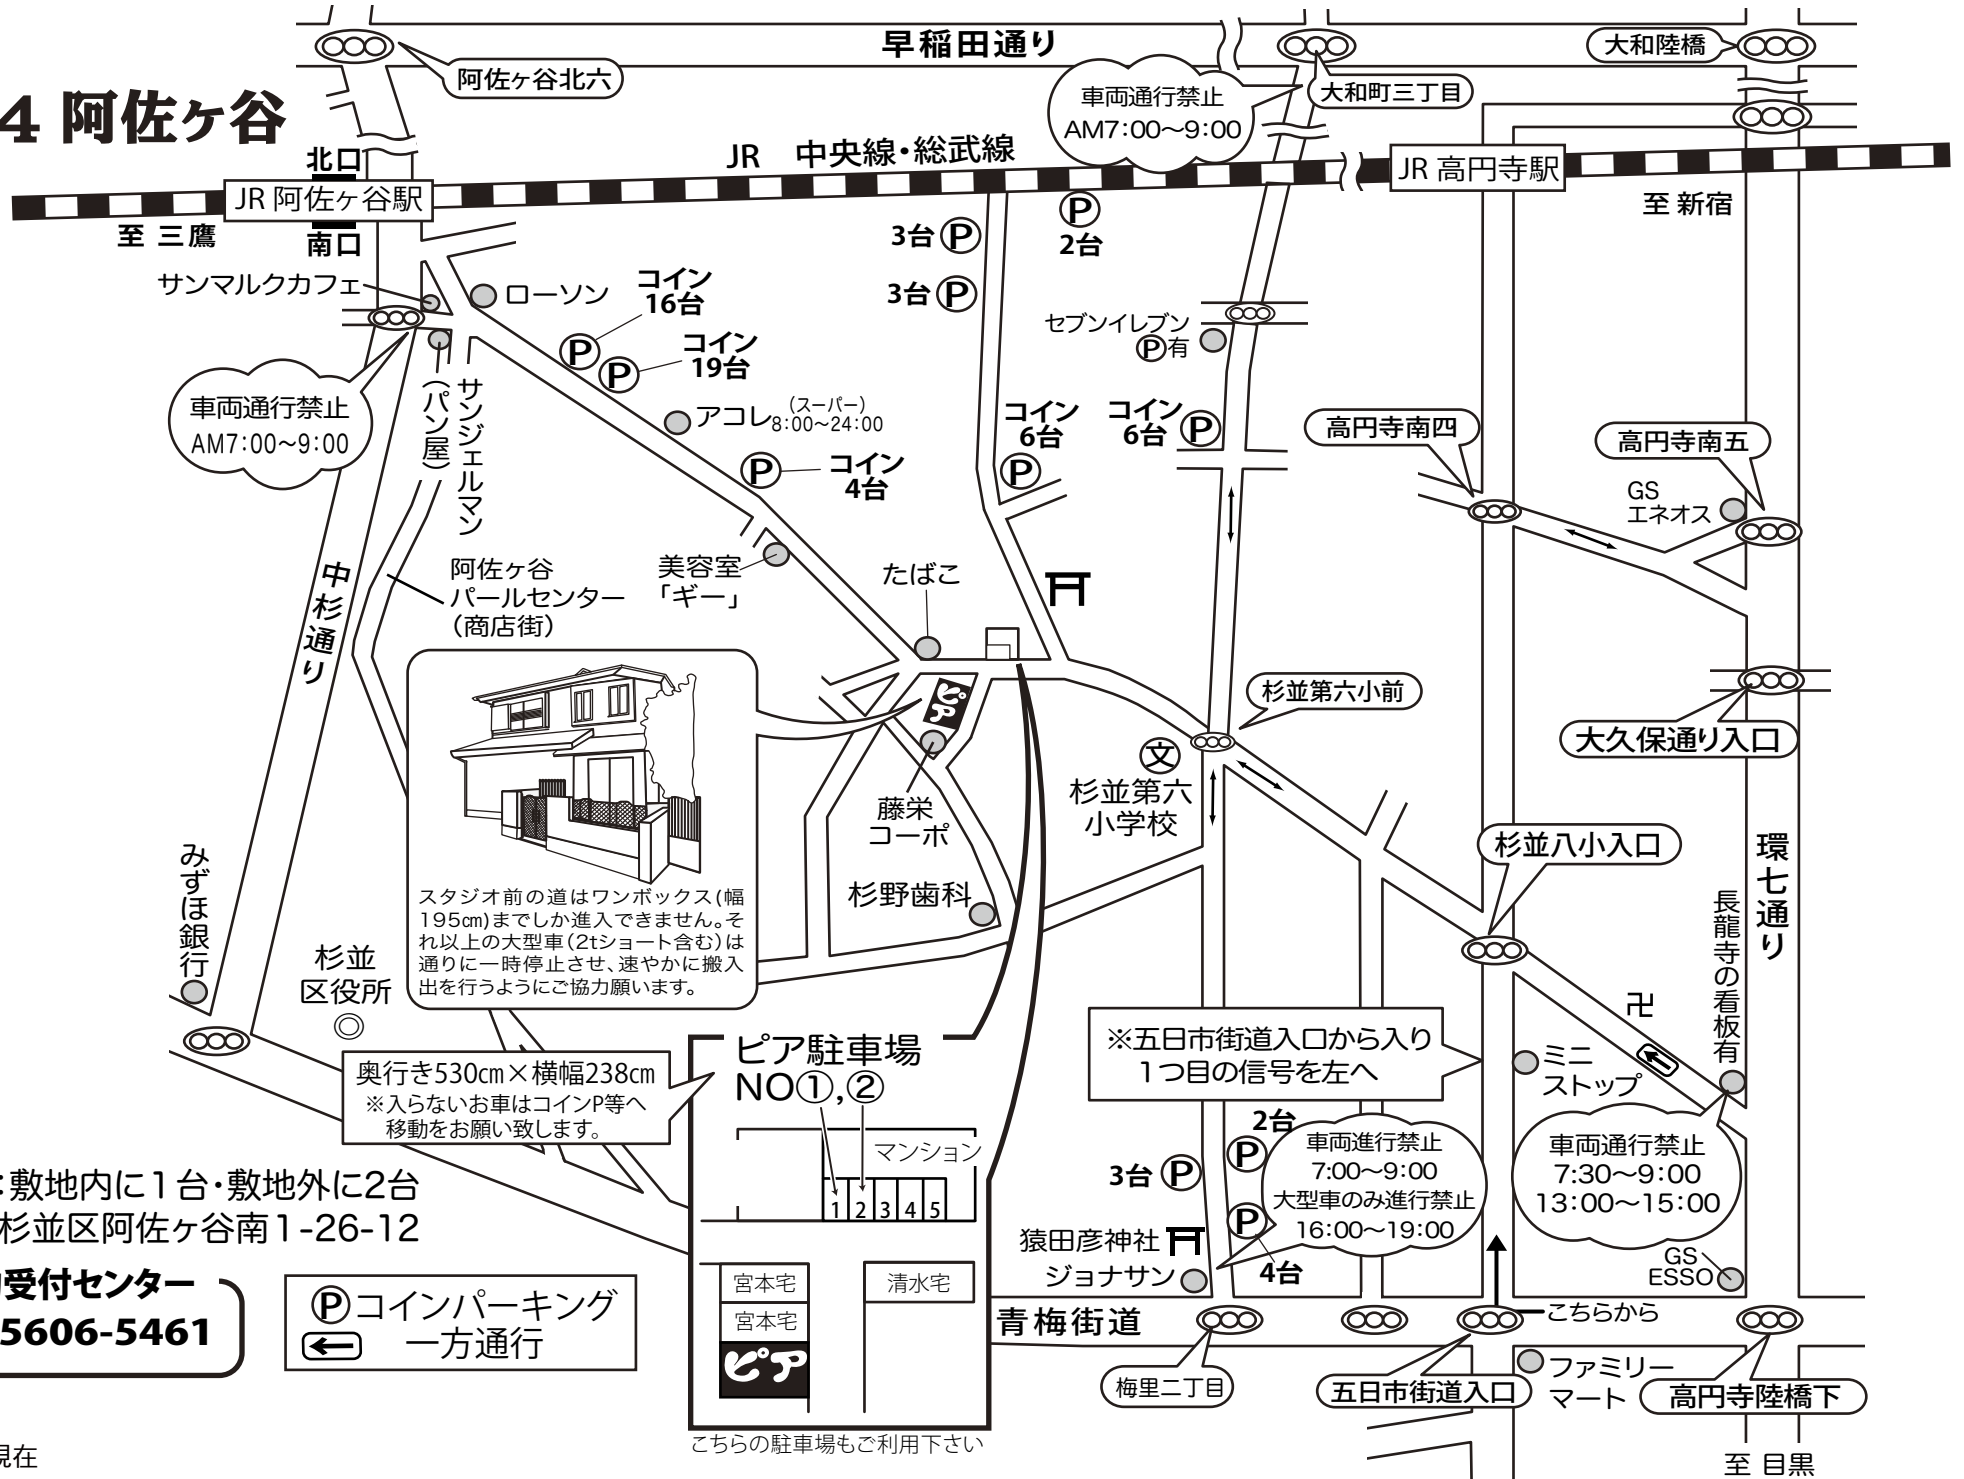 早稲田通り
大和陸橋
阿佐ヶ谷北六
大和町三丁目
車両通行禁止
AM7:00〜9:00
4 阿佐ヶ谷
北口
JR 中央線・総武線
JR 高円寺駅
JR 阿佐ヶ谷駅
至 三鷹
南口
至 新宿
3台 P
P
2台
サンマルクカフェ
ローソン
コイン
16台
3台 P
P
コイン
19台
P
セブンイレブン
P有
車両通行禁止
AM7:00〜9:00
サンジェルマン
(パン屋)
アコレ
(スーパー)
8:00〜24:00
コイン
6台
P
コイン
6台 P
高円寺南四
高円寺南五
P
コイン
4台
GS
エネオス
中杉通り
阿佐ヶ谷
パールセンター
(商店街)
美容室
「ギー」
たばこ
ピア
杉並第六小前
大久保通り入口
文
杉並第六
小学校
藤栄
コーポ
杉野歯科
杉並八小入口
環七通り
長龍寺の看板有
卍
みずほ銀行
杉並
区役所
スタジオ前の道はワンボックス(幅
195㎝)までしか進入できません。そ
れ以上の大型車(2tショート含む)は
通りに一時停止させ、速やかに搬入
出を行うようにご協力願います。
※五日市街道入口から入り
1つ目の信号を左へ
ミニ
ストップ
奥行き530㎝×横幅238㎝
※入らないお車はコインP等へ
移動をお願い致します。
ピア駐車場
NO①,②
マンション
1 2 3 4 5
宮本宅
宮本宅
清水宅
ピア
こちらの駐車場もご利用下さい
2台
P
3台 P
P
4台
車両進行禁止
7:00〜9:00
大型車のみ進行禁止
16:00〜19:00
車両通行禁止
7:30〜9:00
13:00〜15:00
猿田彦神社
ジョナサン
GS
ESSO
こちらから
青梅街道
梅里二丁目
五日市街道入口
ファミリー
マート
高円寺陸橋下
至 目黒
:敷地内に1台・敷地外に2台
杉並区阿佐ヶ谷南1-26-12
受付センター
5606-5461
Pコインパーキング
一方通行
現在